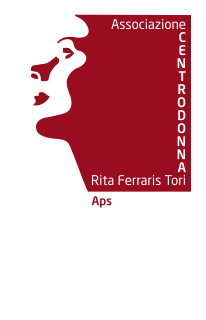 Associazione
CENTRODONNA
Rita Ferraris Tori
Aps